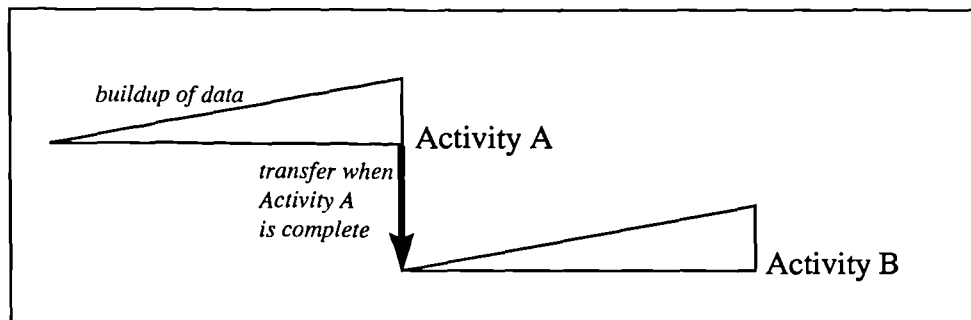 buildup of data
Activity A
transfer when
Activity A
is complete
Activity B